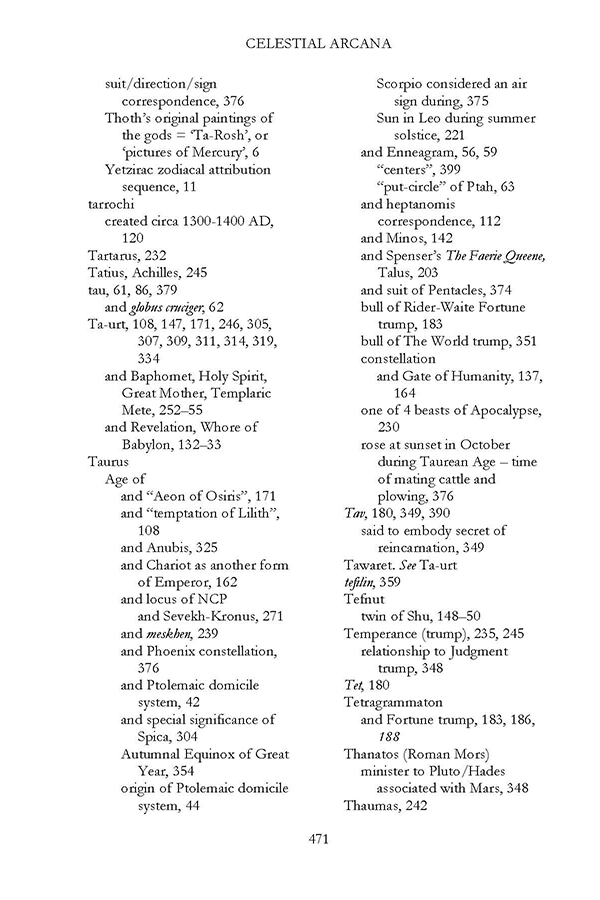 CELESTIAL ARCANA
suit/direction/sign
correspondence, 376
Thoth's original paintings of
the gods = 'Ta-Rosh', or
'pictures of Mercury', 6
Yetzirac zodiacal attribution
sequence, 11
tarrochi
created circa 1300-1400 AD,
120
Tartarus, 232
Tatius, Achilles, 245
tau, 61, 86, 379
and globus cruciger, 62
Ta-urt, 108, 147, 171, 246, 305,
307, 309, 311, 314, 319,
334
and Baphomet, Holy Spirit,
Great Mother, Templaric
Mete, 252–55
and Revelation, Whore of
Babylon, 132–33
Taurus
Age of
and “Aeon of Osiris”, 171
and “temptation of Lilith”,
108
and Anubis, 325
and Chariot as another form
of Emperor, 162
and locus of NCP
and Sevekh-Kronus, 271
and meskhen, 239
and Phoenix constellation,
376
and Ptolemaic domicile
system, 42
and special significance of
Spica, 304
Autumnal Equinox of Great
Year, 354
origin of Ptolemaic domicile
system, 44
Scorpio considered an air
sign during, 375
Sun in Leo during summer
solstice, 221
and Enneagram, 56, 59
“centers”, 399
“put-circle” of Ptah, 63
and heptanomis
correspondence, 112
and Minos, 142
and Spenser's The Faerie Queene,
Talus, 203
and suit of Pentacles, 374
bull of Rider-Waite Fortune
trump, 183
bull of The World trump, 351
constellation
and Gate of Humanity, 137,
164
one of 4 beasts of Apocalypse,
230
rose at sunset in October
during Taurean Age – time
of mating cattle and
plowing, 376
Tav, 180, 349, 390
said to embody secret of
reincarnation, 349
Tawaret. See Ta-urt
tefilin, 359
Tefnut
twin of Shu, 148–50
Temperance (trump), 235, 245
relationship to Judgment
trump, 348
Tet, 180
Tetragrammaton
and Fortune trump, 183, 186,
188
Thanatos (Roman Mors)
minister to Pluto/Hades
associated with Mars, 348
Thaumas, 242
471